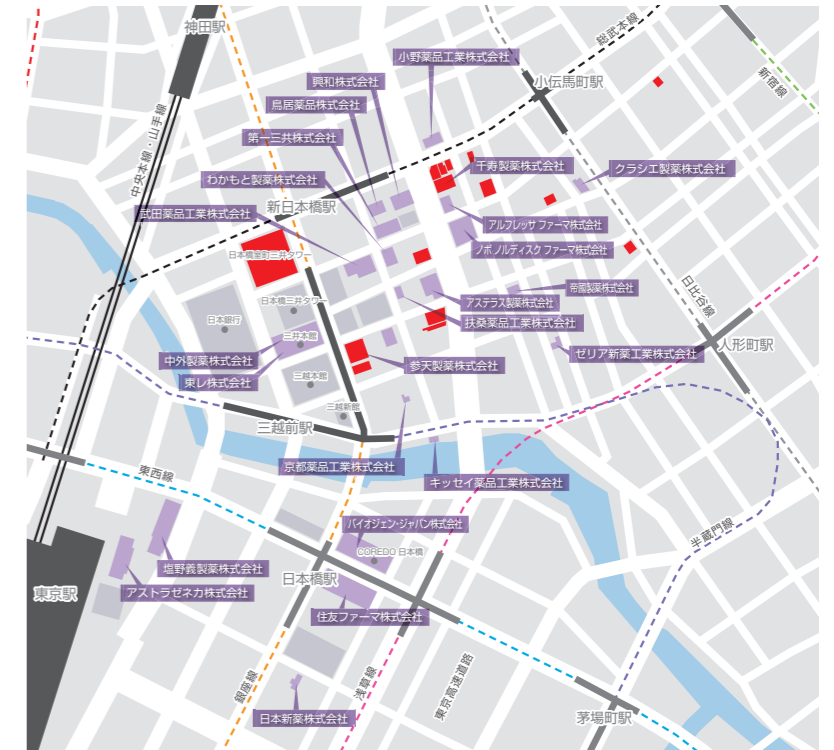 神田駅
総武本線
小野薬品工業株式会社
興和株式会社
小伝馬町駅
新宿線
鳥居薬品株式会社
中央本線・山手線
第一三共株式会社
千寿製薬株式会社
クラシエ製薬株式会社
わかもと製薬株式会社
新日本橋駅
武田薬品工業株式会社
アルフレッサ ファーマ株式会社
日本橋室町三井タワー
ノボ ノルディスク ファーマ株式会社
帝國製薬株式会社
日比谷線
日本橋三井タワー
アステラス製薬株式会社
日本銀行
扶桑薬品工業株式会社
三井本館
人形町駅
ゼリア新薬工業株式会社
中外製薬株式会社
参天製薬株式会社
東レ株式会社
三越本館
三越新館
三越前駅
京都薬品工業株式会社
東西線
キッセイ薬品工業株式会社
バイオジェン・ジャパン株式会社
半蔵門線
COREDO 日本橋
塩野義製薬株式会社
日本橋駅
東京駅
アストラゼネカ株式会社
住友ファーマ株式会社
銀座線
浅草線
東京高速道路
日本新薬株式会社
茅場町駅